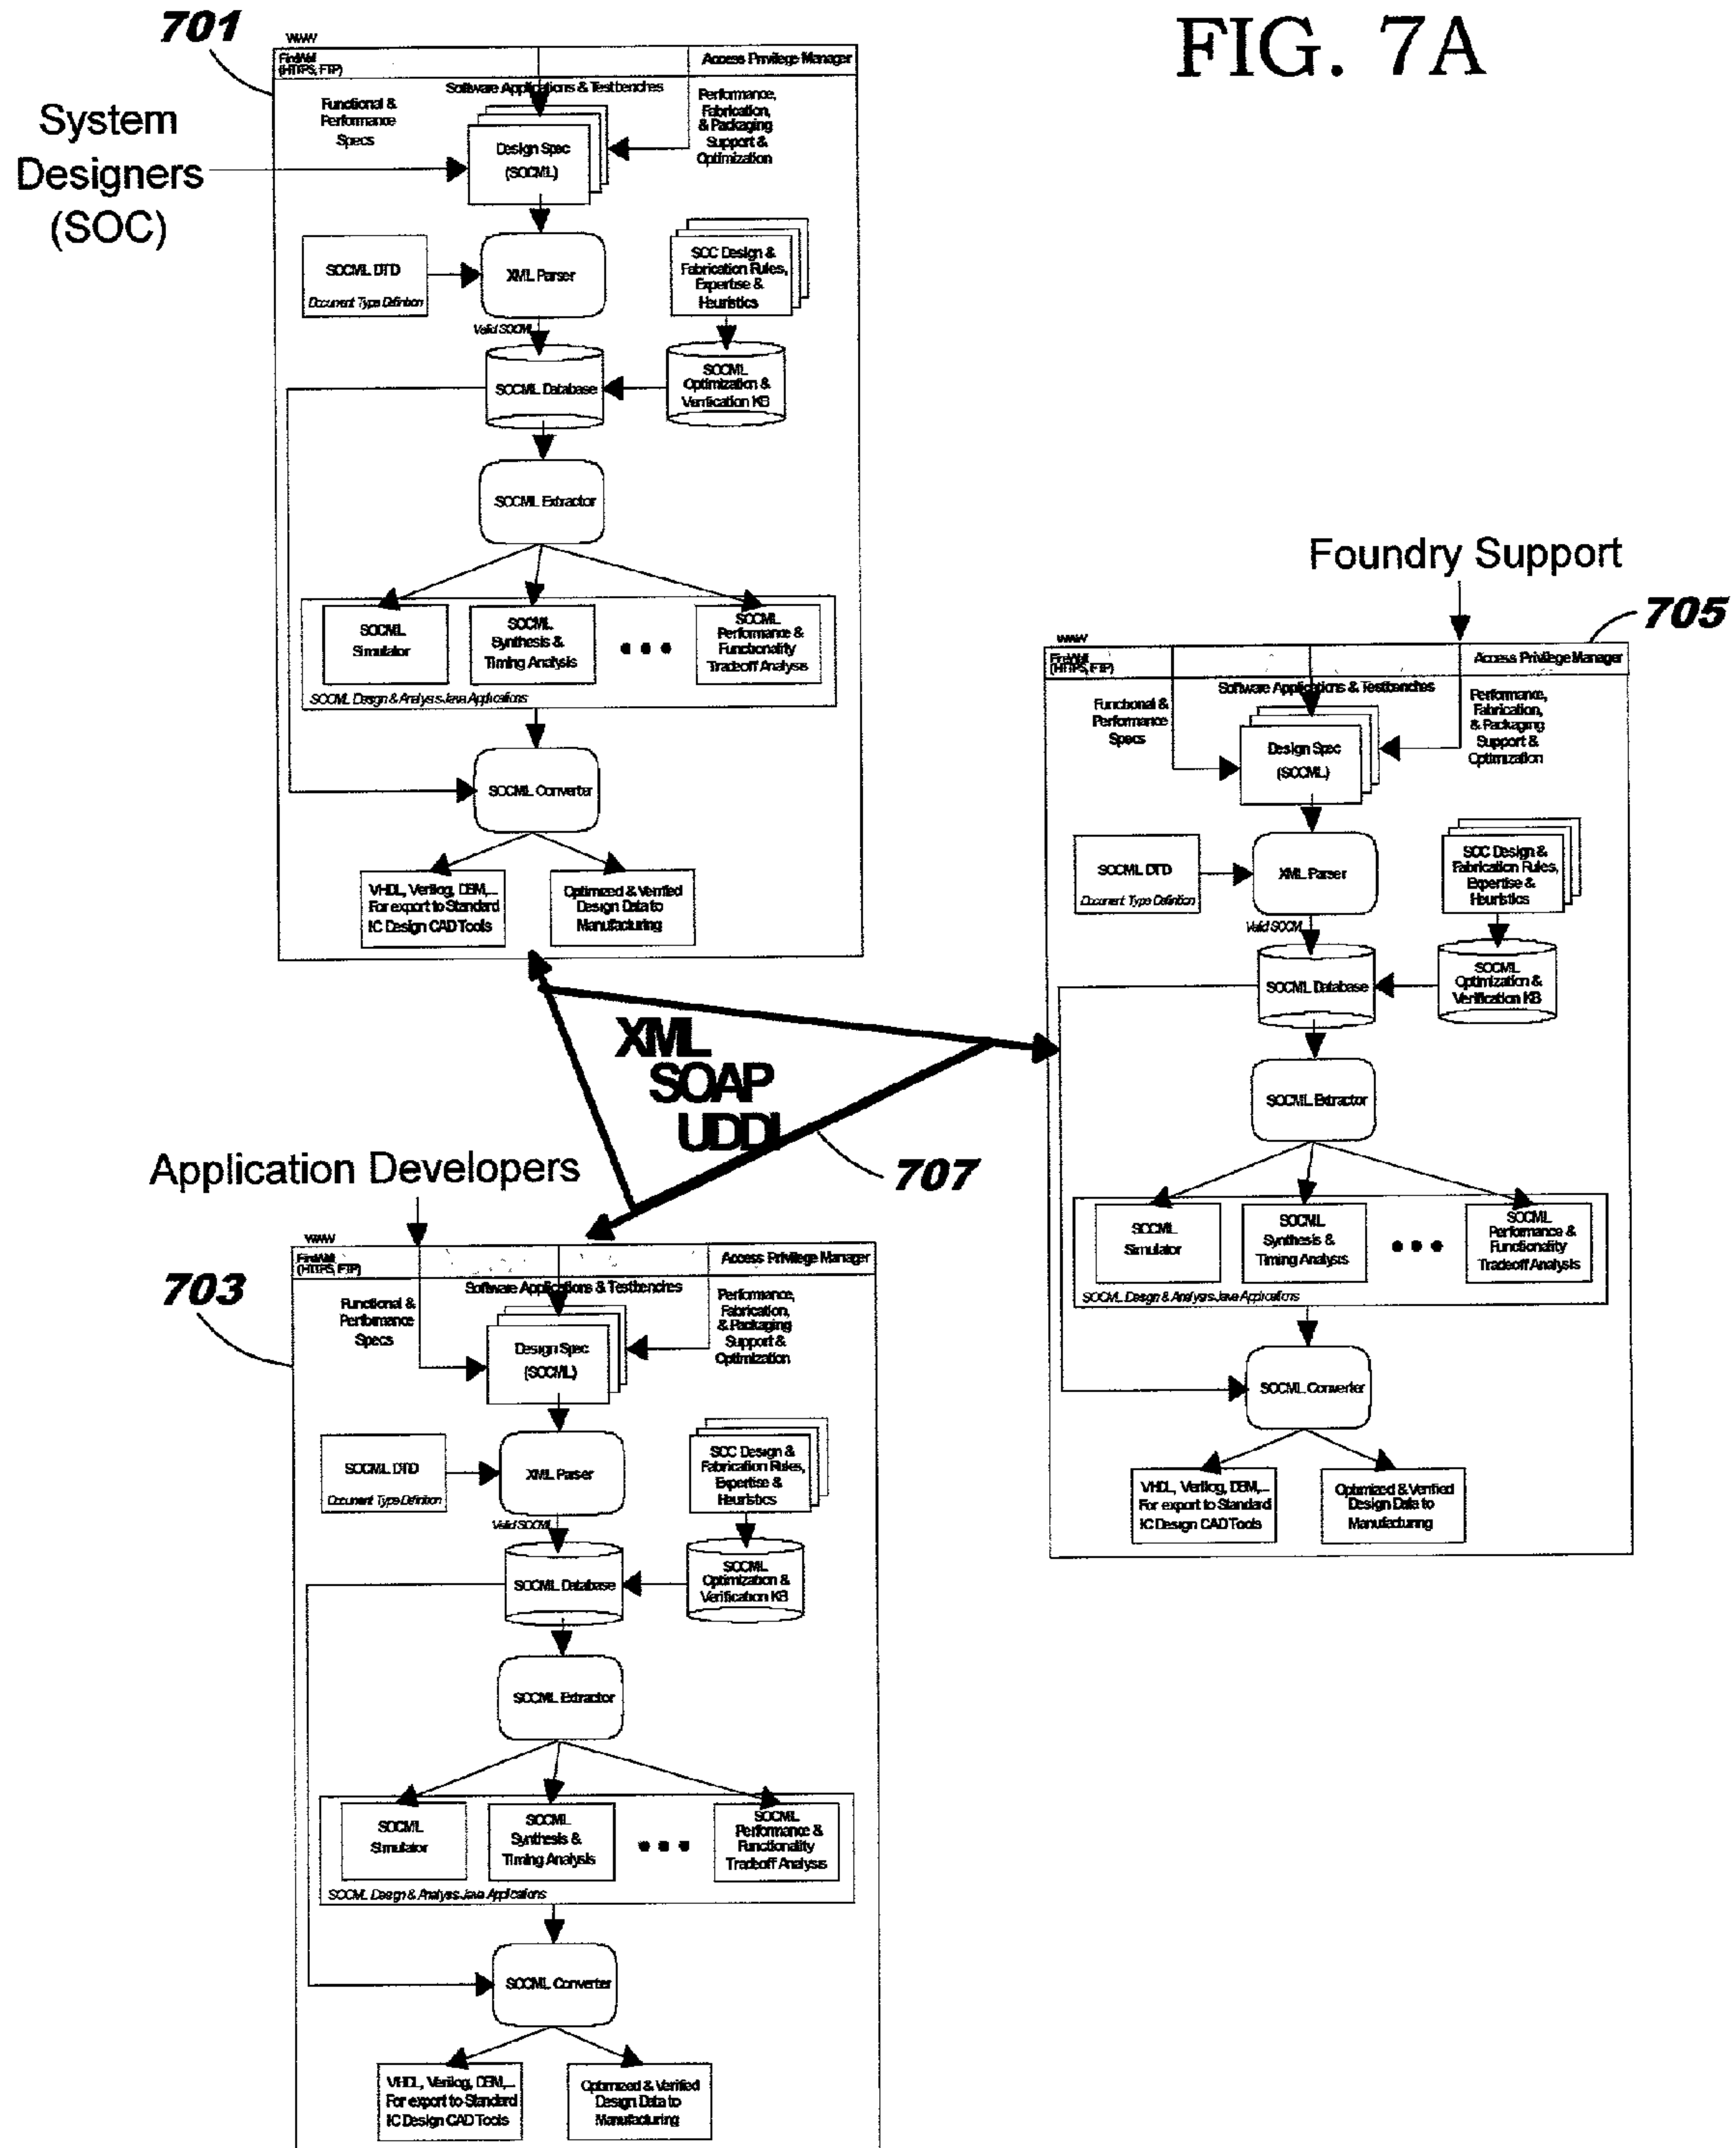 FIG. 7A
701
System
Designers
(SOC)
WWW
FireWall
(HTTPS, FTP)
Access Privilege Manager
Software Applications & Testbenches
Functional &
Performance
Specs
Performance,
Fabrication,
& Packaging
Support &
Optimization
Design Spec
(SOCML)
SOCML DTD
Document Type Definition
XML Parser
SOC Design &
Fabrication Rules,
Expertise &
Heuristics
Valid SOCML
SOCML Database
SOCML
Optimization &
Verification KB
SOCML Extractor
SOCML
Simulator
SOCML
Synthesis &
Timing Analysis
SOCML
Performance &
Functionality
Tradeoff Analysis
SOCML Design & Analysis Java Applications
SOCML Converter
VHDL, Verilog, DBM,...
For export to Standard
IC Design CAD Tools
Optimized & Verified
Design Data to
Manufacturing
Foundry Support
705
WWW
FireWall
(HTTPS, FTP)
Access Privilege Manager
Software Applications & Testbenches
Functional &
Performance
Specs
Performance,
Fabrication,
& Packaging
Support &
Optimization
Design Spec
(SOCML)
SOCML DTD
Document Type Definition
XML Parser
SOC Design &
Fabrication Rules,
Expertise &
Heuristics
Valid SOCML
SOCML Database
SOCML
Optimization &
Verification KB
SOCML Extractor
SOCML
Simulator
SOCML
Synthesis &
Timing Analysis
SOCML
Performance &
Functionality
Tradeoff Analysis
SOCML Design & Analysis Java Applications
SOCML Converter
VHDL, Verilog, DBM,...
For export to Standard
IC Design CAD Tools
Optimized & Verified
Design Data to
Manufacturing
XML
SOAP
UDDI
707
Application Developers
703
WWW
FireWall
(HTTPS, FTP)
Access Privilege Manager
Software Applications & Testbenches
Functional &
Performance
Specs
Performance,
Fabrication,
& Packaging
Support &
Optimization
Design Spec
(SOCML)
SOCML DTD
Document Type Definition
XML Parser
SOC Design &
Fabrication Rules,
Expertise &
Heuristics
Valid SOCML
SOCML Database
SOCML
Optimization &
Verification KB
SOCML Extractor
SOCML
Simulator
SOCML
Synthesis &
Timing Analysis
SOCML
Performance &
Functionality
Tradeoff Analysis
SOCML Design & Analysis Java Applications
SOCML Converter
VHDL, Verilog, DBM,...
For export to Standard
IC Design CAD Tools
Optimized & Verified
Design Data to
Manufacturing